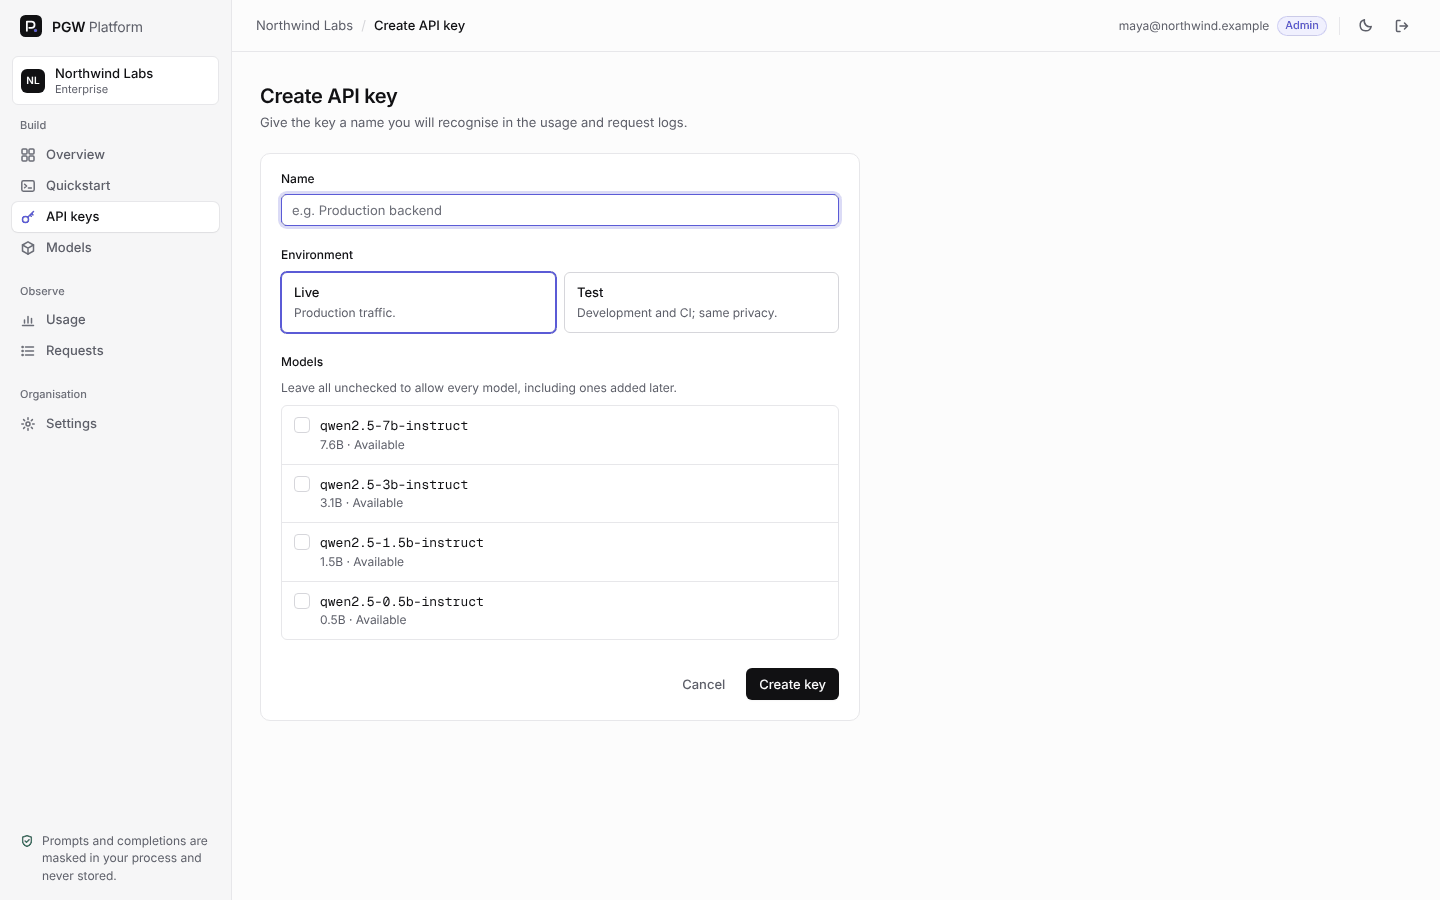 PGW Platform
NL
Northwind Labs
Enterprise
Build
Overview
Quickstart
API keys
Models
Observe
Usage
Requests
Organisation
Settings
Prompts and completions are
masked in your process and
never stored.
Northwind Labs / Create API key
maya@northwind.example Admin
Create API key
Give the key a name you will recognise in the usage and request logs.
Name
e.g. Production backend
Environment
Live
Production traffic.
Test
Development and CI; same privacy.
Models
Leave all unchecked to allow every model, including ones added later.
qwen2.5-7b-instruct
7.6B · Available
qwen2.5-3b-instruct
3.1B · Available
qwen2.5-1.5b-instruct
1.5B · Available
qwen2.5-0.5b-instruct
0.5B · Available
Cancel
Create key